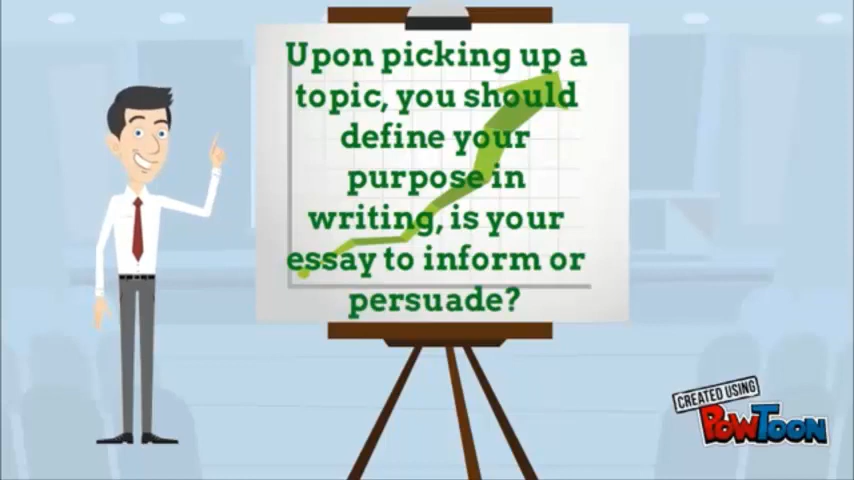 Upon picking up a
topic, you should
define your
purpose in
writing, is your
essay to inform or
persuade?
CREATED USING
POWTOON